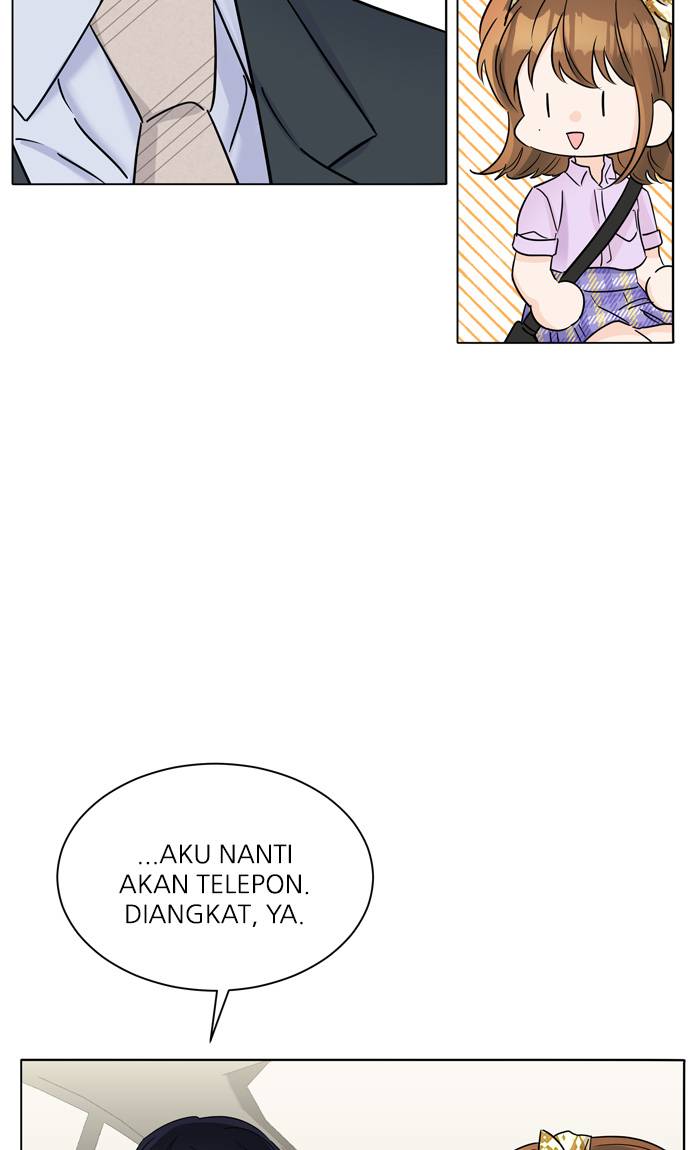 ...AKU NANTI
AKAN TELEPON.
DIANGKAT, YA.